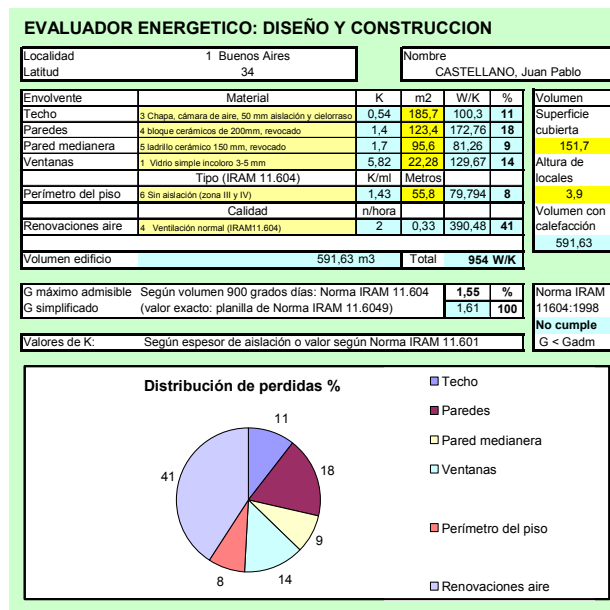 EVALUADOR ENERGETICO: DISEÑO Y CONSTRUCCION
Localidad 1 Buenos Aires Nombre
Latitud 34 CASTELLANO, Juan Pablo
Envolvente Material K m2 W/K % Volumen
Techo 3 Chapa, cámara de aire, 50 mm aislación y cielorraso 0,54 185,7 100,3 11 Superficie
Paredes 4 bloque cerámicos de 200mm, revocado 1,4 123,4 172,76 18 cubierta
Pared medianera 5 ladrillo cerámico 150 mm, revocado 1,7 95,6 81,26 9 151,7
Ventanas 1 Vidrio simple incoloro 3-5 mm 5,82 22,28 129,67 14 Altura de
Tipo (IRAM 11.604) K/ml Metros locales
Perímetro del piso 6 Sin aislación (zona III y IV) 1,43 55,8 79,794 8 3,9
Calidad n/hora Volumen con
Renovaciones aire 4 Ventilación normal (IRAM11.604) 2 0,33 390,48 41 calefacción
591,63
Volumen edificio 591,63 m3 Total 954 W/K
G máximo admisible Según volumen 900 grados días: Norma IRAM 11.604 1,55 % Norma IRAM
G simplificado (valor exacto: planilla de Norma IRAM 11.6049) 1,61 100 11604:1998
No cumple
Valores de K: Según espesor de aislación o valor según Norma IRAM 11.601 G < Gadm
Distribución de perdidas %
11
18
9
14
8
41
Techo
Paredes
Pared medianera
Ventanas
Perímetro del piso
Renovaciones aire